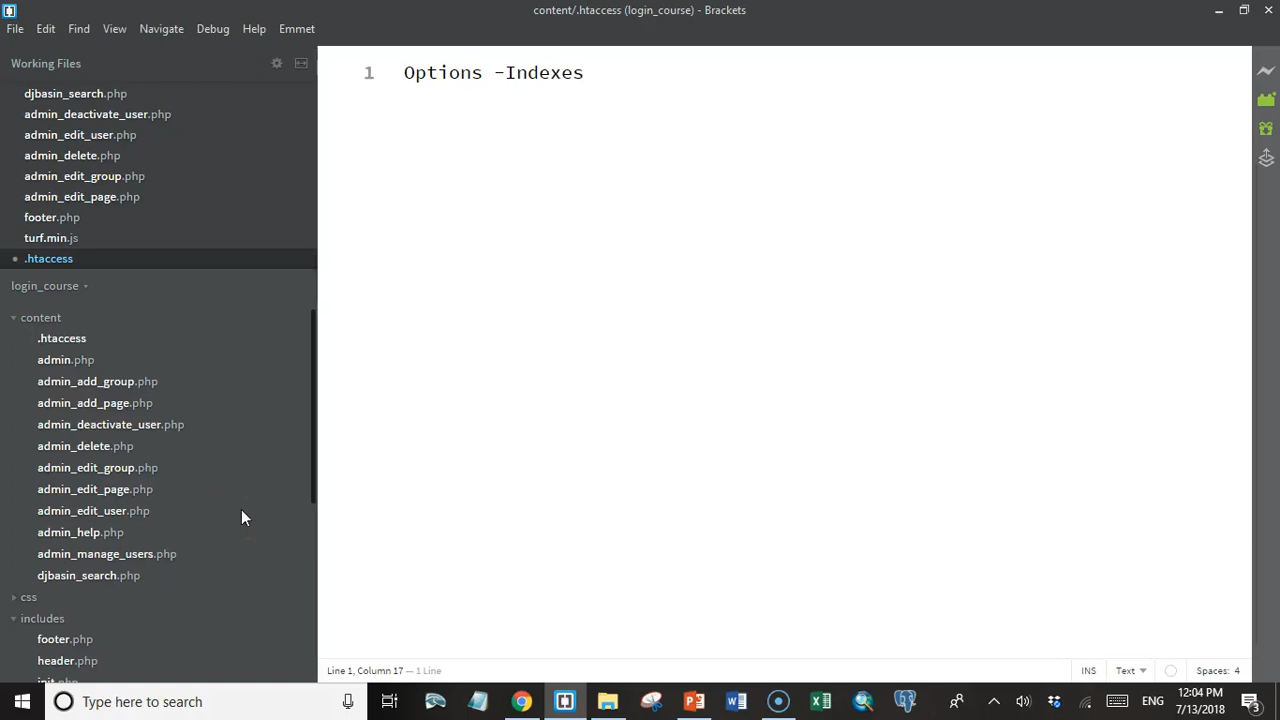 content/.htaccess (login_course) - Brackets
File Edit Find View Navigate Debug Help Emmet
Working Files
djbasin_search.php
admin_deactivate_user.php
admin_edit_user.php
admin_delete.php
admin_edit_group.php
admin_edit_page.php
footer.php
turf.min.js
.htaccess
login_course
content
.htaccess
admin.php
admin_add_group.php
admin_add_page.php
admin_deactivate_user.php
admin_delete.php
admin_edit_group.php
admin_edit_page.php
admin_edit_user.php
admin_help.php
admin_manage_users.php
djbasin_search.php
css
includes
footer.php
header.php
init.php
1 Options -Indexes
Line 1, Column 17 — 1 Line
INS Text Spaces: 4
Type here to search
ENG
12:04 PM
7/13/2018
3